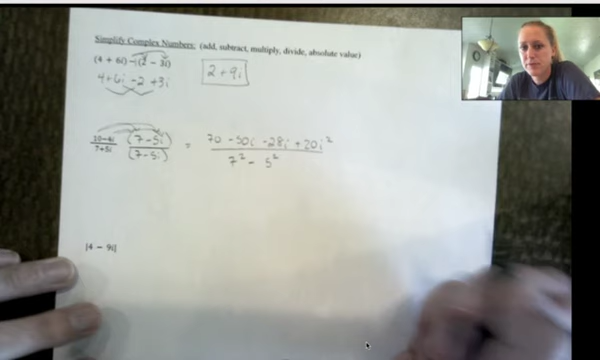 Simplify Complex Numbers: (add, subtract, multiply, divide, absolute value)
(4 + 6i) - (2 - 3i)
4+6i -2 +3i
2+9i
10-4i (7-5i) = 70 -50i -28i +20i²
7+5i (7-5i) 7² - 5²
|4 - 9i|